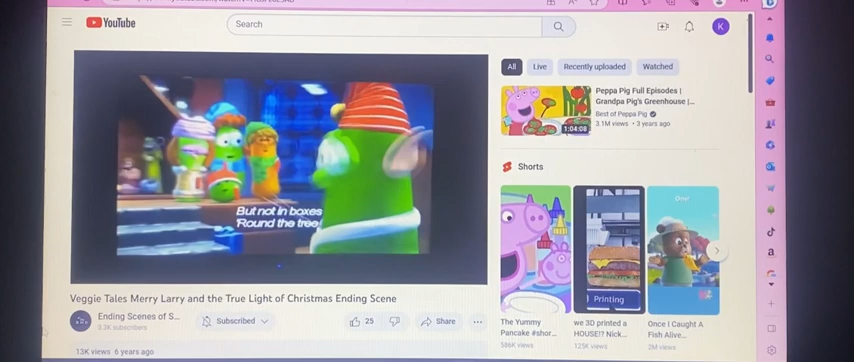 YouTube
Search
K
But not in boxes
'Round the tree!
Veggie Tales Merry Larry and the True Light of Christmas Ending Scene
Ending Scenes of S...
3.3K subscribers
Subscribed
25
Share
13K views 6 years ago
All
Live
Recently uploaded
Watched
Peppa Pig Full Episodes |
Grandpa Pig's Greenhouse |...
Best of Peppa Pig
3.1M views • 3 years ago
1:04:08
Shorts
Printing
The Yummy
Pancake #shor...
586K views
we 3D printed a
HOUSE!? Nick...
125K views
Once I Caught A
Fish Alive...
2M views
a